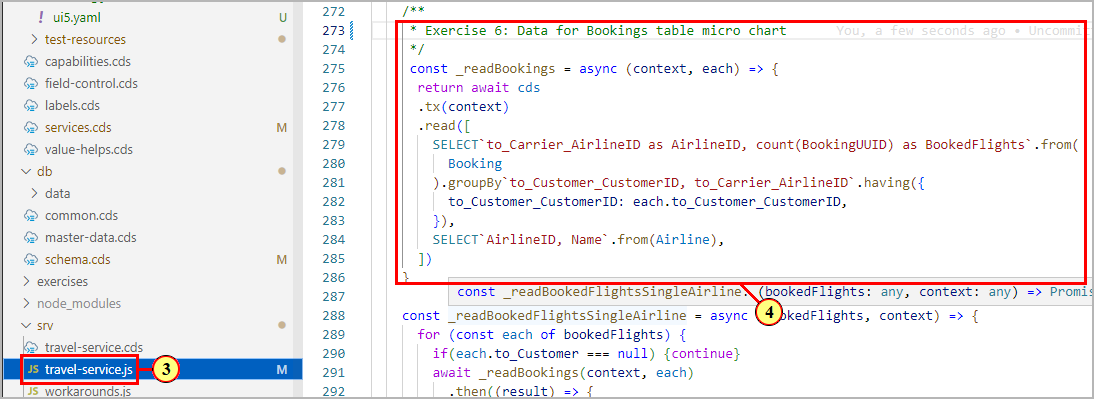 ! ui5.yaml U
test-resources
capabilities.cds
field-control.cds
labels.cds
services.cds M
value-helps.cds
db
data
common.cds
master-data.cds
schema.cds M
exercises
node_modules
srv
travel-service.cds
JS travel-service.js M
JS workarounds.js
3
272 /**
273 * Exercise 6: Data for Bookings table micro chart You, a few seconds ago • Uncommi
274 */
275 const _readBookings = async (context, each) => {
276 return await cds
277 .tx(context)
278 .read([
279 SELECT`to_Carrier_AirlineID as AirlineID, count(BookingUUID) as BookedFlights`.from(
280 Booking
281 ).groupBy`to_Customer_CustomerID, to_Carrier_AirlineID`.having({
282 to_Customer_CustomerID: each.to_Customer_CustomerID,
283 }),
284 SELECT`AirlineID, Name`.from(Airline),
285 ])
286 }
287 const _readBookedFlightsSingleAirline: (bookedFlights: any, context: any) => Promis
4
288 const _readBookedFlightsSingleAirline = async ookedFlights, context) => {
289 for (const each of bookedFlights) {
290 if(each.to_Customer === null) {continue}
291 await _readBookings(context, each)
292 .then((result) => {